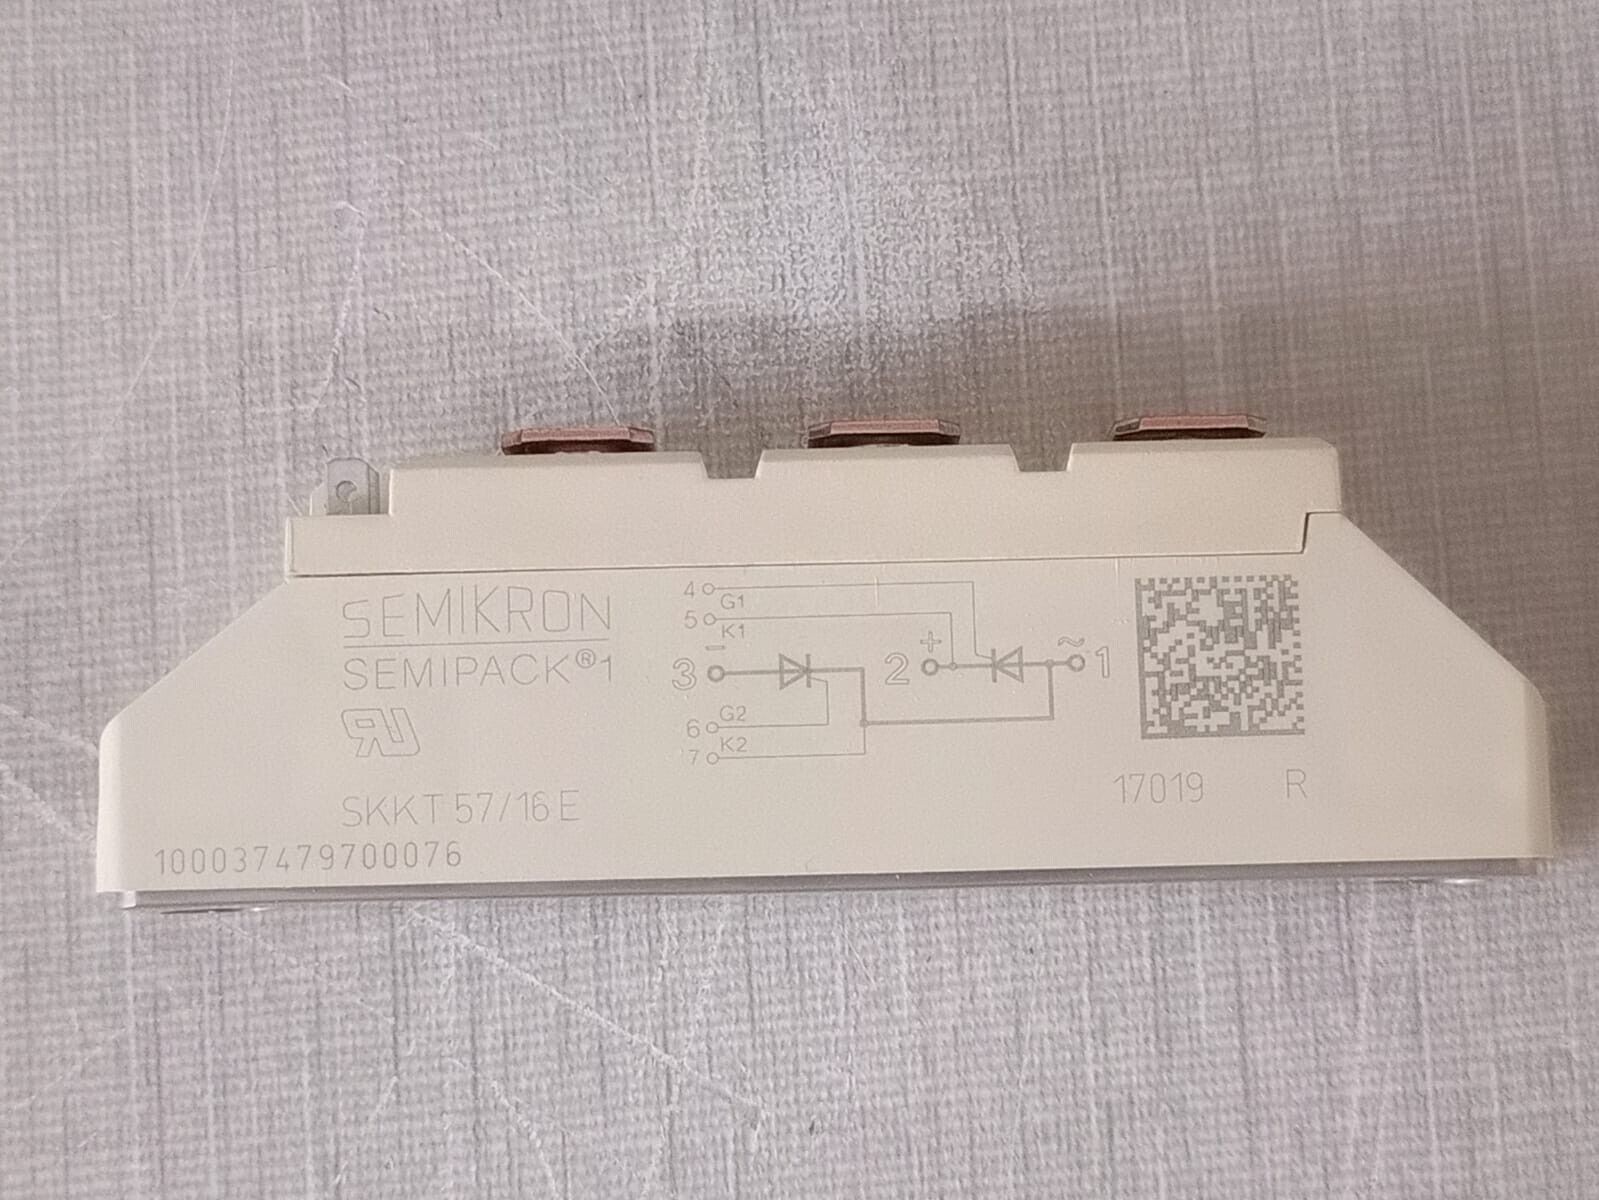 SEMIKRON
SEMIPACK®1
RU
SKKT 57/16 E
100037479700076
4 G1
5 K1
3 −
2 +
~ 1
6 G2
7 K2
17019 R